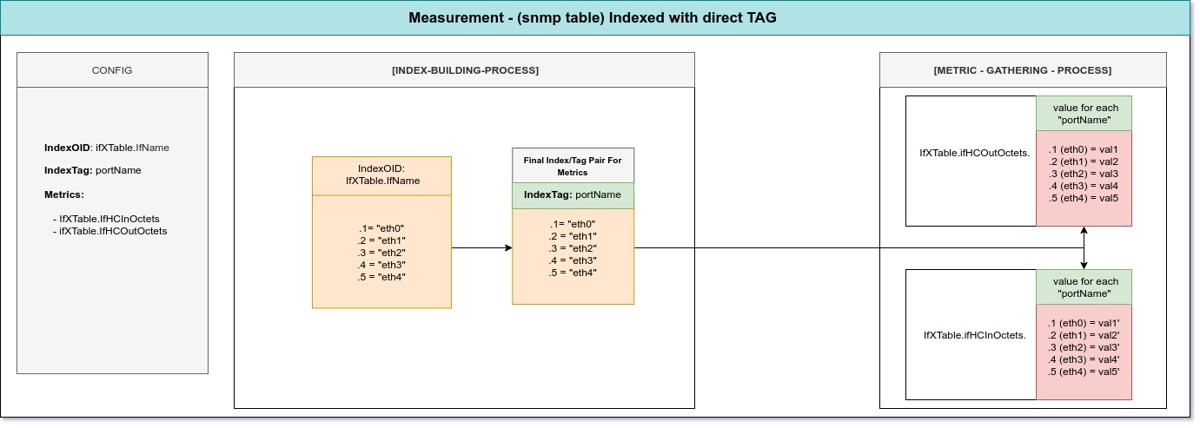 Measurement - (snmp table) Indexed with direct TAG
CONFIG
IndexOID: ifXTable.IfName
IndexTag: portName
Metrics:
- IfXTable.IfHCInOctets
- ifXTable.IfHCOutOctets
[INDEX-BUILDING-PROCESS]
IndexOID:
IfXTable.IfName
.1= "eth0"
.2 = "eth1"
.3 = "eth2"
.4 = "eth3"
.5 = "eth4"
Final Index/Tag Pair For
Metrics
IndexTag: portName
.1= "eth0"
.2 = "eth1"
.3 = "eth2"
.4 = "eth3"
.5 = "eth4"
[METRIC - GATHERING - PROCESS]
IfXTable.ifHCOutOctets.
value for each
"portName"
.1 (eth0) = val1
.2 (eth1) = val2
.3 (eth2) = val3
.4 (eth3) = val4
.5 (eth4) = val5
IfXTable.ifHCInOctets.
value for each
"portName"
.1 (eth0) = val1'
.2 (eth1) = val2'
.3 (eth2) = val3'
.4 (eth3) = val4'
.5 (eth4) = val5'